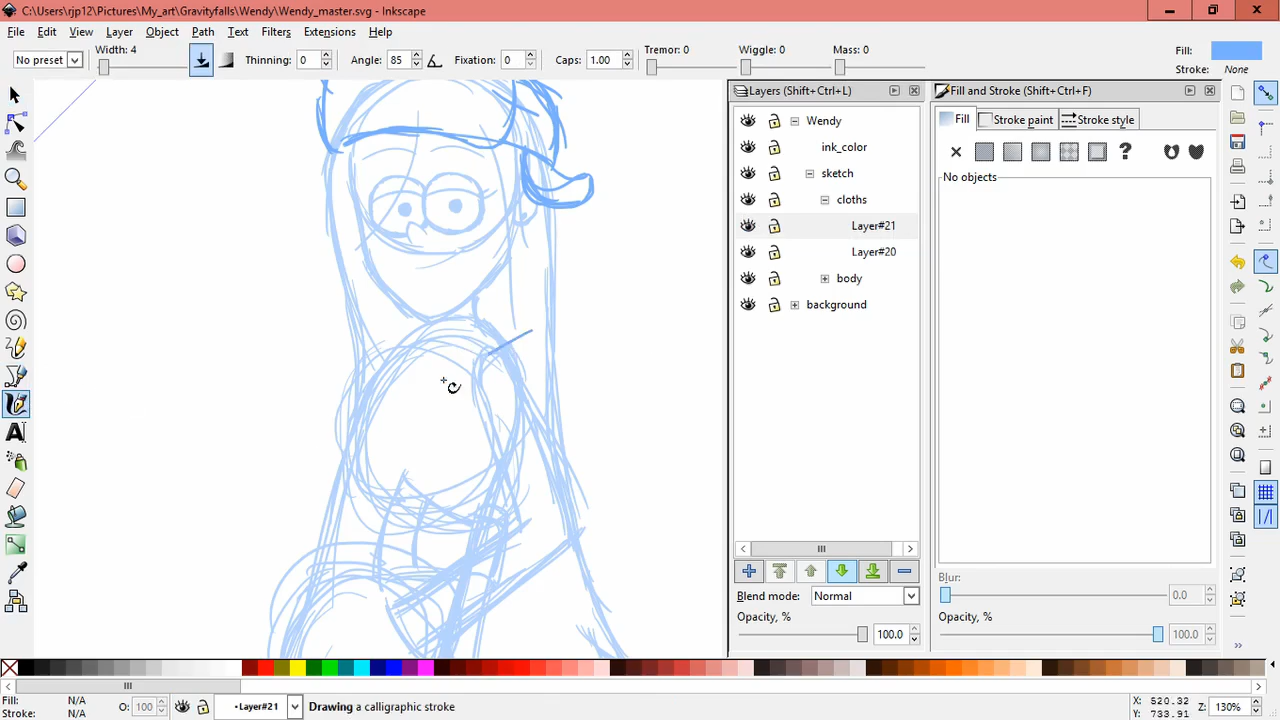 C:\Users\rjp12\Pictures\My_art\Gravityfalls\Wendy\Wendy_master.svg - Inkscape
File Edit View Layer Object Path Text Filters Extensions Help
No preset Width: 4 Thinning: 0 Angle: 85 Fixation: 0 Caps: 1.00 Tremor: 0 Wiggle: 0 Mass: 0 Fill:
Stroke: None
Layers (Shift+Ctrl+L) Fill and Stroke (Shift+Ctrl+F)
Fill Stroke paint Stroke style
Wendy
ink_color
sketch
cloths
Layer#21
Layer#20
body
background
No objects
Blend mode: Normal
Opacity, %
100.0
Blur:
0.0
Opacity, %
100.0
Fill: N/A
Stroke: N/A
O: 100
•Layer#21
Drawing a calligraphic stroke
X: 520.32
Y: 733.91
Z: 130%